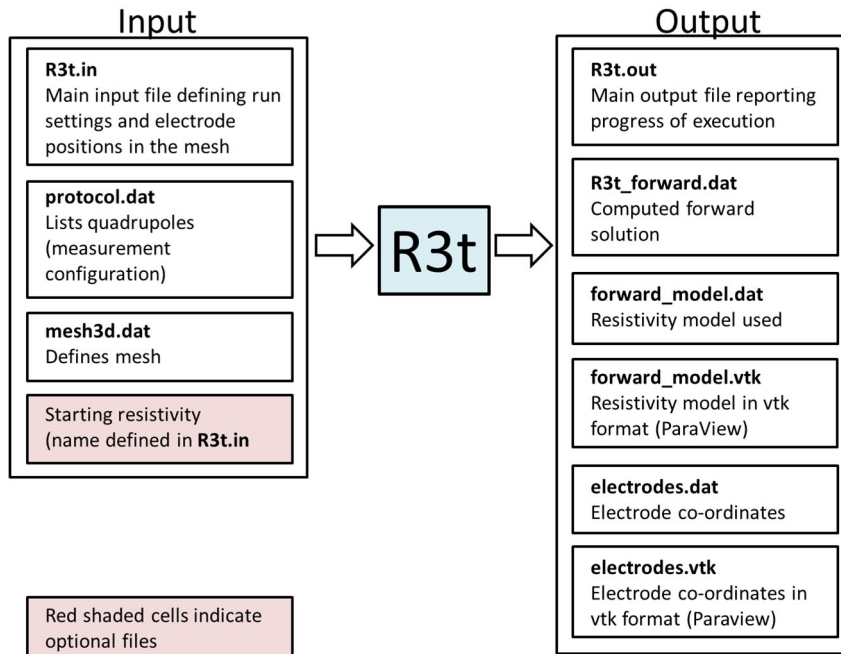 Input
R3t.in
Main input file defining run
settings and electrode
positions in the mesh
protocol.dat
Lists quadrupoles
(measurement
configuration)
mesh3d.dat
Defines mesh
Starting resistivity
(name defined in R3t.in
Red shaded cells indicate
optional files
R3t
Output
R3t.out
Main output file reporting
progress of execution
R3t_forward.dat
Computed forward
solution
forward_model.dat
Resistivity model used
forward_model.vtk
Resistivity model in vtk
format (ParaView)
electrodes.dat
Electrode co-ordinates
electrodes.vtk
Electrode co-ordinates in
vtk format (Paraview)